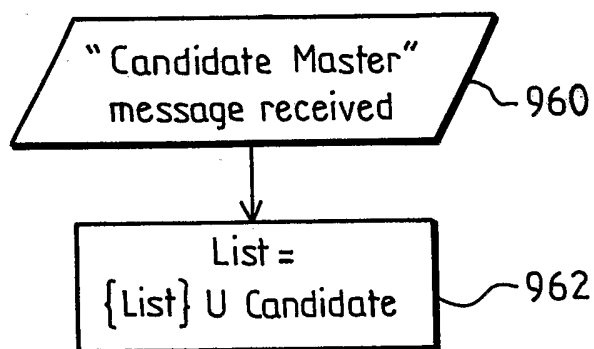 "Candidate Master"
message received
960
List =
{List} U Candidate
962